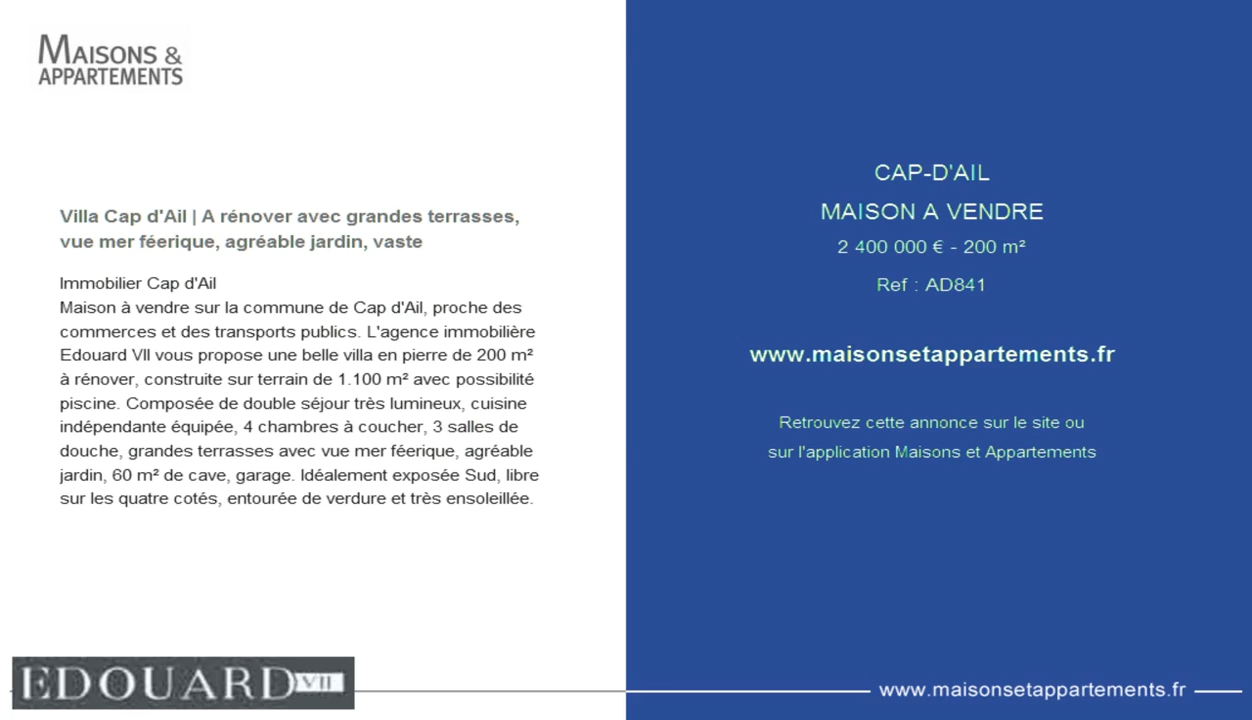 MAISONS &
APPARTEMENTS
Villa Cap d'Ail | A rénover avec grandes terrasses,
vue mer féerique, agréable jardin, vaste
Immobilier Cap d'Ail
Maison à vendre sur la commune de Cap d'Ail, proche des
commerces et des transports publics. L'agence immobilière
Edouard VII vous propose une belle villa en pierre de 200 m²
à rénover, construite sur terrain de 1.100 m² avec possibilité
piscine. Composée de double séjour très lumineux, cuisine
indépendante équipée, 4 chambres à coucher, 3 salles de
douche, grandes terrasses avec vue mer féerique, agréable
jardin, 60 m² de cave, garage. Idéalement exposée Sud, libre
sur les quatre cotés, entourée de verdure et très ensoleillée.
EDOUARD VII
CAP-D'AIL
MAISON A VENDRE
2 400 000 € - 200 m²
Ref : AD841
www.maisonsetappartements.fr
Retrouvez cette annonce sur le site ou
sur l'application Maisons et Appartements
www.maisonsetappartements.fr